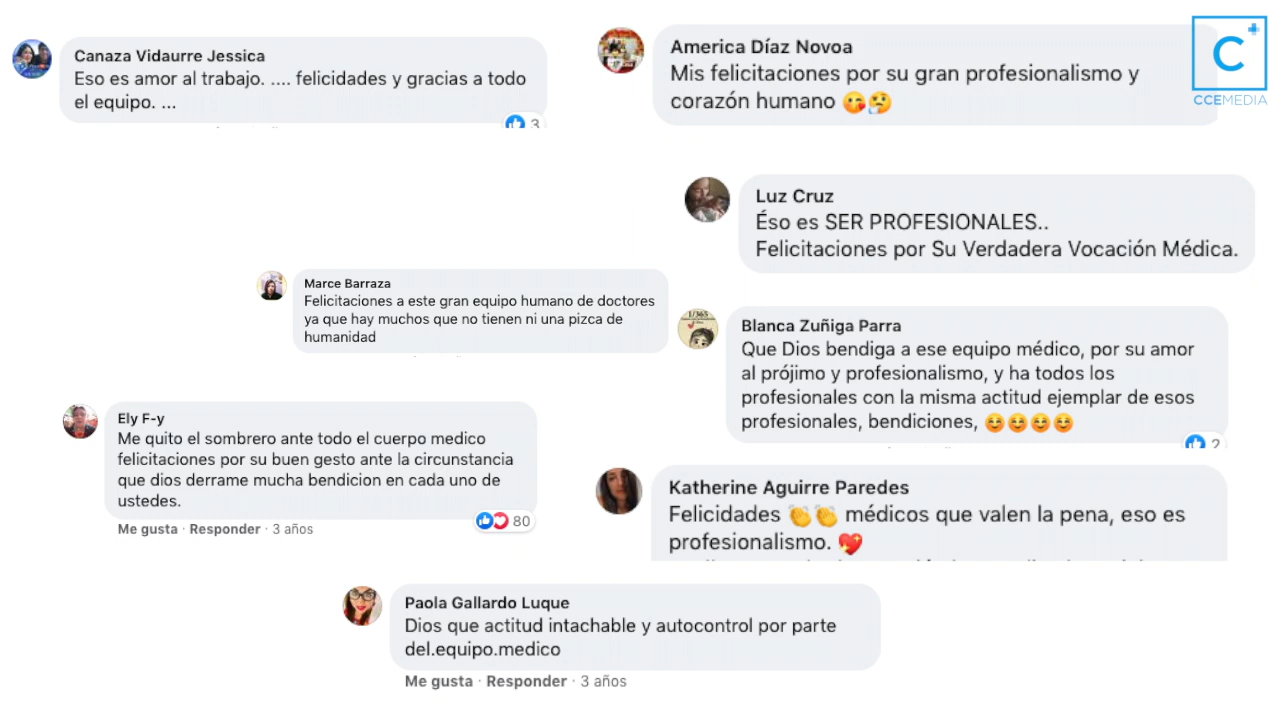 Canaza Vidaurre Jessica
Eso es amor al trabajo. .... felicidades y gracias a todo
el equipo. ...
3
America Díaz Novoa
Mis felicitaciones por su gran profesionalismo y
corazón humano 😘🤔
C+
CCEMEDIA
Luz Cruz
Éso es SER PROFESIONALES..
Felicitaciones por Su Verdadera Vocación Médica.
Marce Barraza
Felicitaciones a este gran equipo humano de doctores
ya que hay muchos que no tienen ni una pizca de
humanidad
1/365
Blanca Zuñiga Parra
Que Dios bendiga a ese equipo médico, por su amor
al prójimo y profesionalismo, y ha todos los
profesionales con la misma actitud ejemplar de esos
profesionales, bendiciones, ☺️☺️☺️☺️
2
Ely F-y
Me quito el sombrero ante todo el cuerpo medico
felicitaciones por su buen gesto ante la circunstancia
que dios derrame mucha bendicion en cada uno de
ustedes.
80
Me gusta · Responder · 3 años
Katherine Aguirre Paredes
Felicidades 👏👏 médicos que valen la pena, eso es
profesionalismo. 💖
Paola Gallardo Luque
Dios que actitud intachable y autocontrol por parte
del.equipo.medico
Me gusta · Responder · 3 años